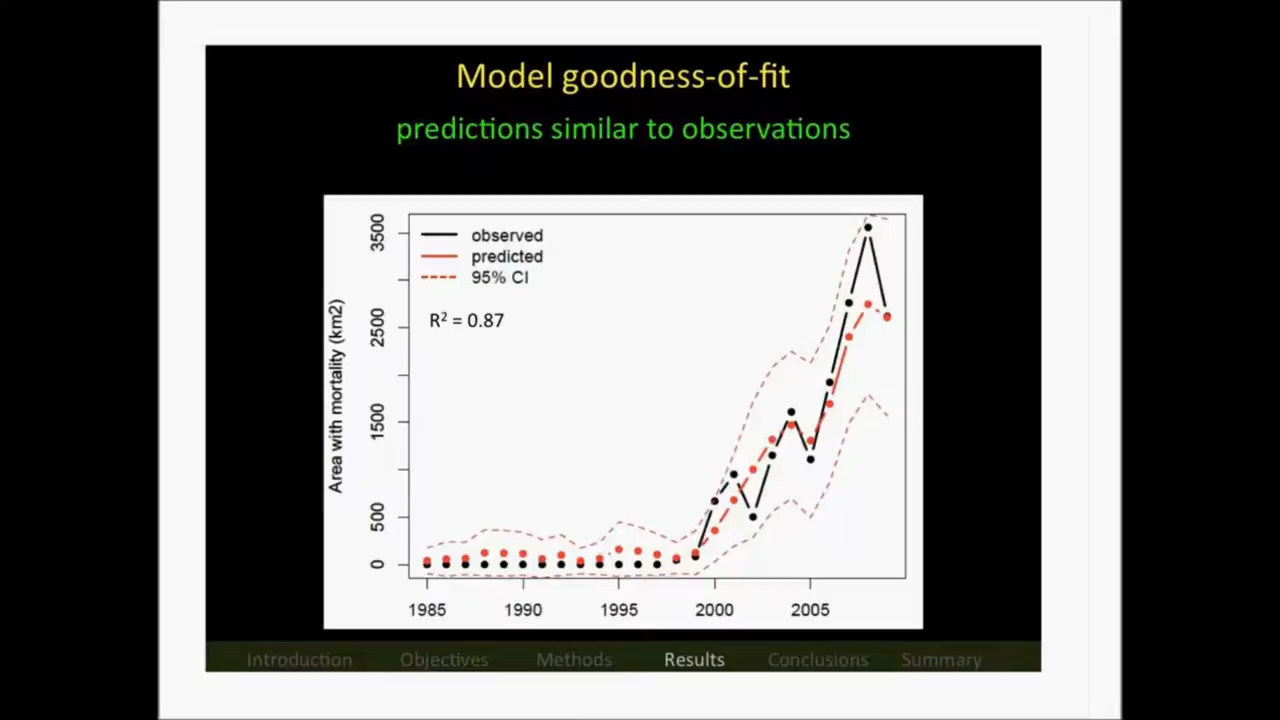 Model goodness-of-fit
predictions similar to observations
observed
predicted
95% CI
R² = 0.87
Area with mortality (km2)
3500
2500
1500
500
0
1985 1990 1995 2000 2005
Introduction Objectives Methods Results Conclusions Summary